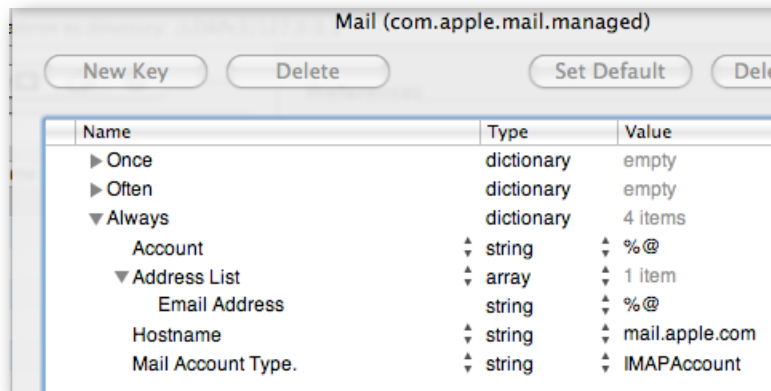 Mail (com.apple.mail.managed)
New Key Delete Set Default Dele
Name Type Value
Once dictionary empty
Often dictionary empty
Always dictionary 4 items
Account string %@
Address List array 1 item
Email Address string %@
Hostname string mail.apple.com
Mail Account Type. string IMAPAccount